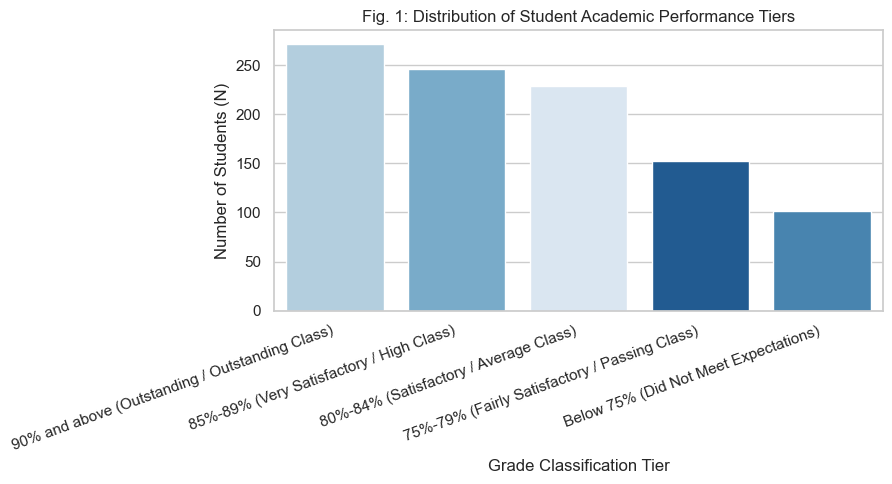 Fig. 1: Distribution of Student Academic Performance Tiers
Number of Students (N)
250
200
150
100
50
0
90% and above (Outstanding / Outstanding Class)
85%-89% (Very Satisfactory / High Class)
80%-84% (Satisfactory / Average Class)
75%-79% (Fairly Satisfactory / Passing Class)
Below 75% (Did Not Meet Expectations)
Grade Classification Tier